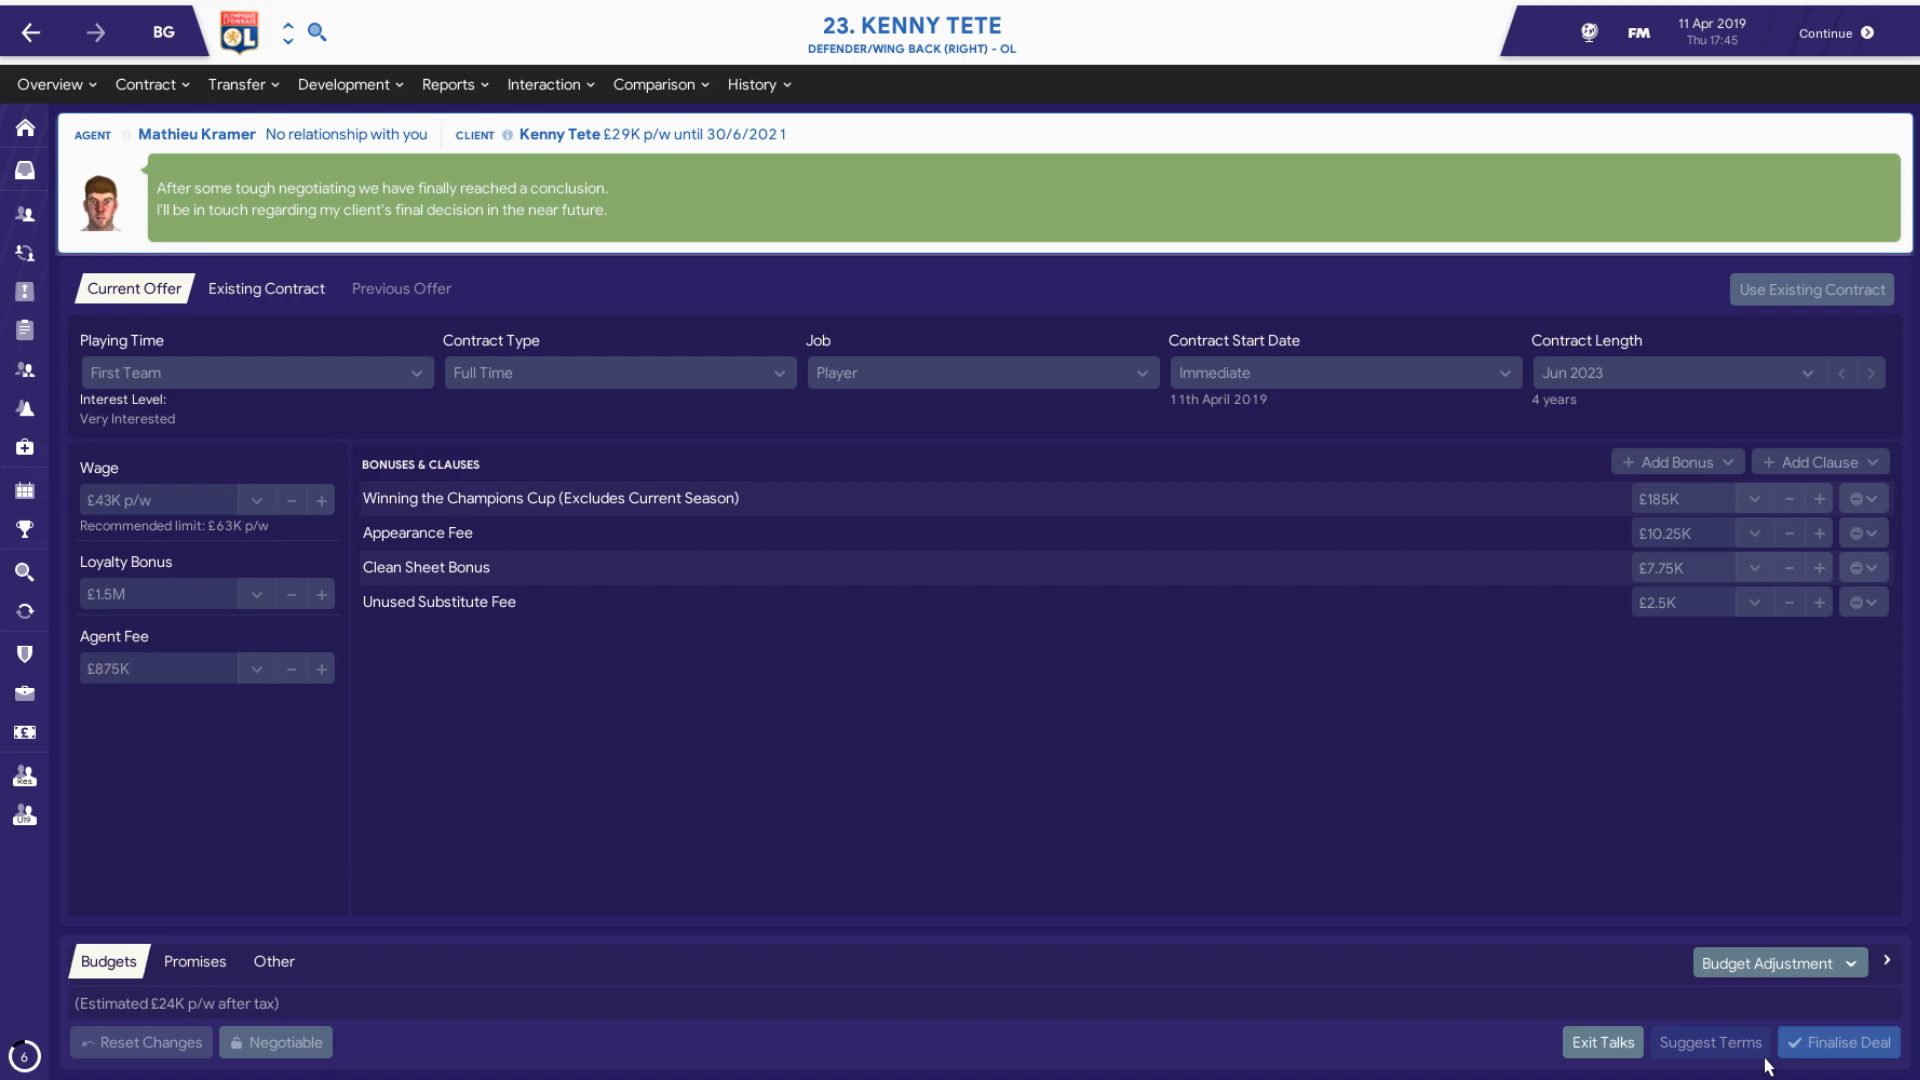 BG
OLYMPIQUE
LYONNAIS
OL
23. KENNY TETE
DEFENDER/WING BACK (RIGHT) - OL
FM
11 Apr 2019
Thu 17:45
Continue
Overview
Contract
Transfer
Development
Reports
Interaction
Comparison
History
AGENT Mathieu Kramer No relationship with you
CLIENT Kenny Tete £29K p/w until 30/6/2021
After some tough negotiating we have finally reached a conclusion.
I'll be in touch regarding my client's final decision in the near future.
Current Offer
Existing Contract
Previous Offer
Use Existing Contract
Playing Time
First Team
Interest Level:
Very Interested
Contract Type
Full Time
Job
Player
Contract Start Date
Immediate
11th April 2019
Contract Length
Jun 2023
4 years
Wage
£43K p/w
Recommended limit: £63K p/w
Loyalty Bonus
£1.5M
Agent Fee
£875K
BONUSES & CLAUSES
+ Add Bonus
+ Add Clause
Winning the Champions Cup (Excludes Current Season) £185K
Appearance Fee £10.25K
Clean Sheet Bonus £7.75K
Unused Substitute Fee £2.5K
Res
U19
Budgets
Promises
Other
Budget Adjustment
(Estimated £24K p/w after tax)
Reset Changes
Negotiable
Exit Talks
Suggest Terms
Finalise Deal
6